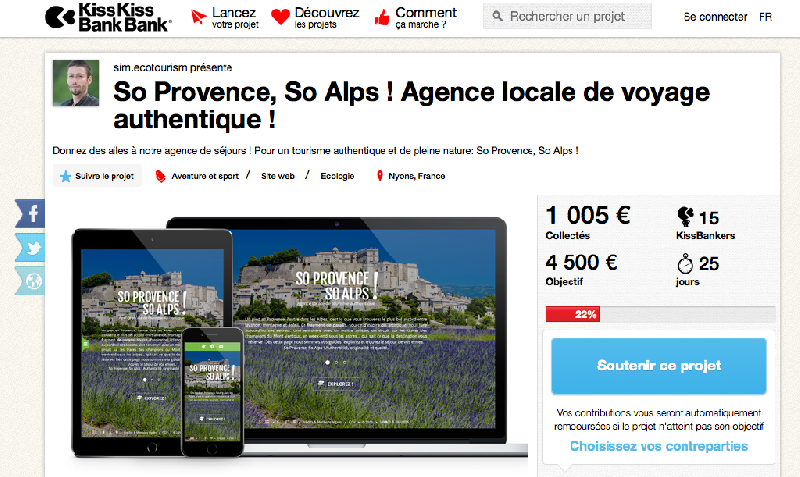 KissKiss
BankBank
Lancez
votre projet
Découvrez
les projets
Comment
ça marche ?
Rechercher un projet
Se connecter FR
sim.ecotourism présente
So Provence, So Alps ! Agence locale de voyage
authentique !
Donnez des ailes à notre agence de séjours ! Pour un tourisme authentique et de pleine nature: So Provence, So Alps !
Suivre le projet
Aventure et sport / Site web / Ecologie
Nyons, France
1 005 €
Collectés
15
KissBankers
4 500 €
Objectif
25
jours
22%
Soutenir ce projet
Vos contributions vous seront automatiquement
remboursées si le projet n'atteint pas son objectif
Choisissez vos contreparties
SO PROVENCE
SO ALPS !
EXPLOREZ !
SO PROVENCE
SO ALPS !
EXPLOREZ !
SO PROVENCE
SO ALPS !
EXPLOREZ !